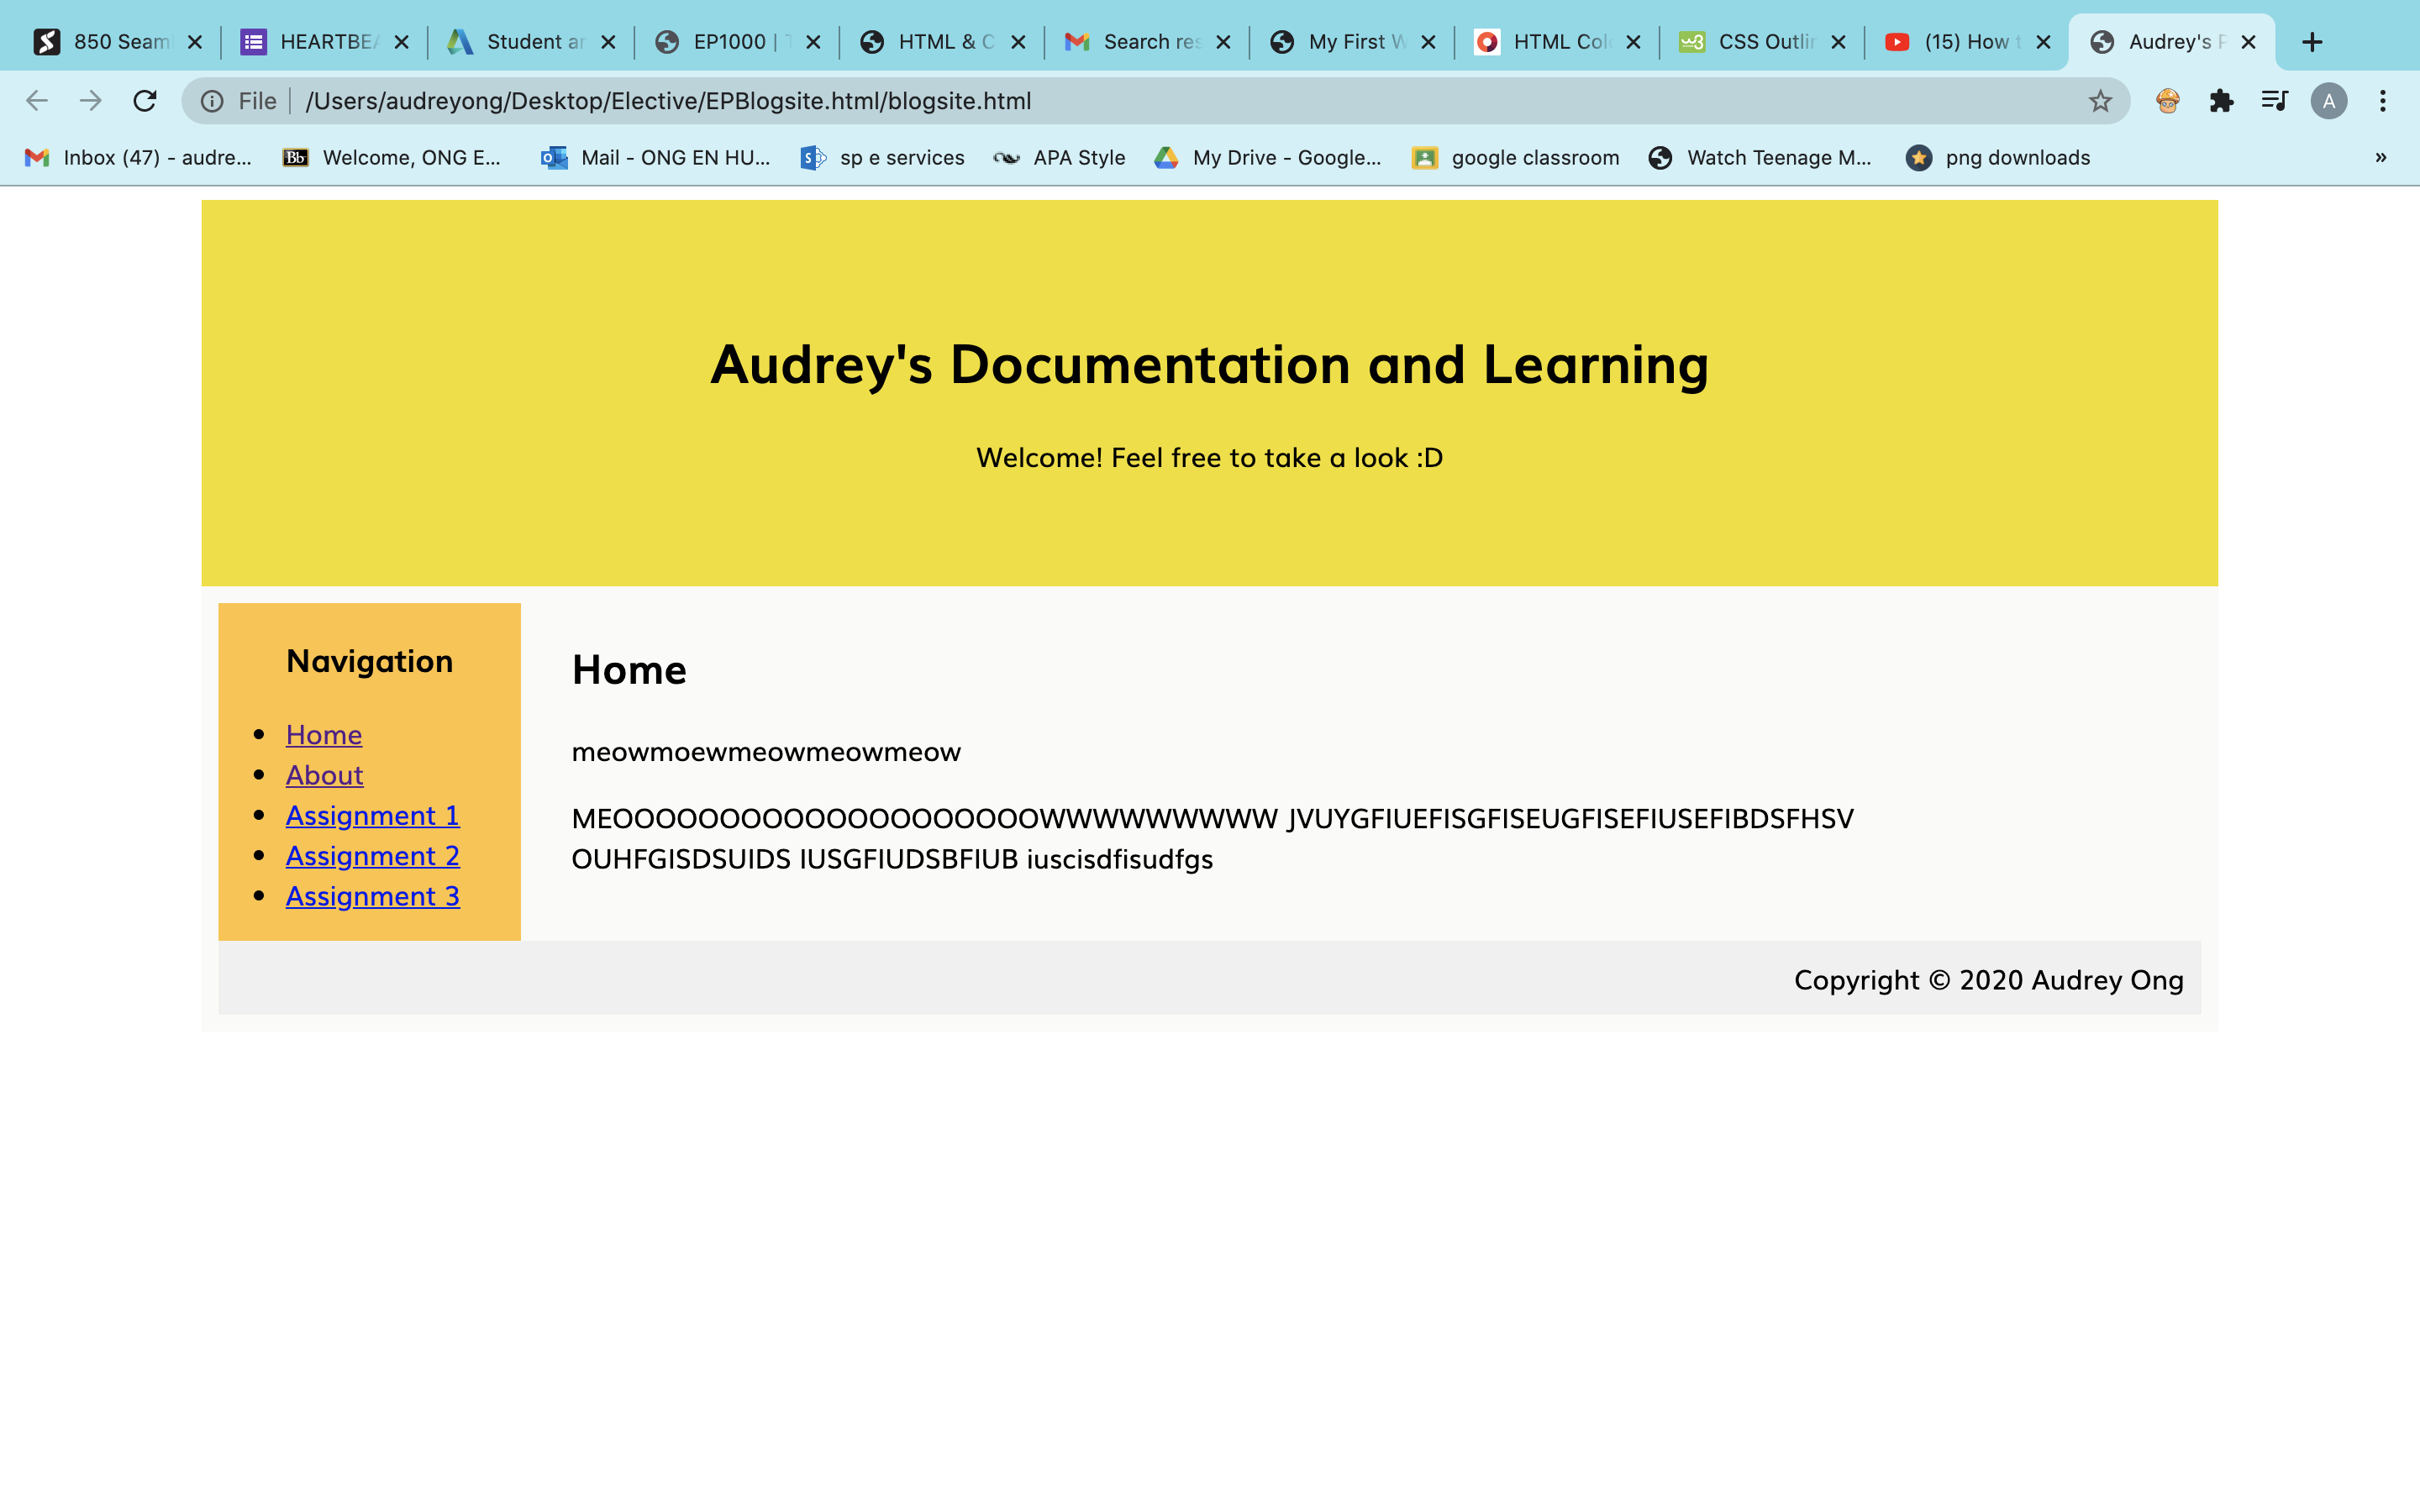 850 Seam HEARTBEA Student ar EP1000 | T HTML & C Search res My First W HTML Col CSS Outlin (15) How t Audrey's P
File /Users/audreyong/Desktop/Elective/EPBlogsite.html/blogsite.html A
Inbox (47) - audre... Bb Welcome, ONG E... Mail - ONG EN HU... sp e services APA Style My Drive - Google... google classroom Watch Teenage M... png downloads »
Audrey's Documentation and Learning
Welcome! Feel free to take a look :D
Navigation
Home
About
Assignment 1
Assignment 2
Assignment 3
Home
meowmoewmeowmeowmeow
MEOOOOOOOOOOOOOOOOOOOOWWWWWWWWW JVUYGFIUEFISGFISEUGFISEFIUSEFIBDSFHSV
OUHFGISDSUIDS IUSGFIUDSBFIUB iuscisdfisudfgs
Copyright © 2020 Audrey Ong